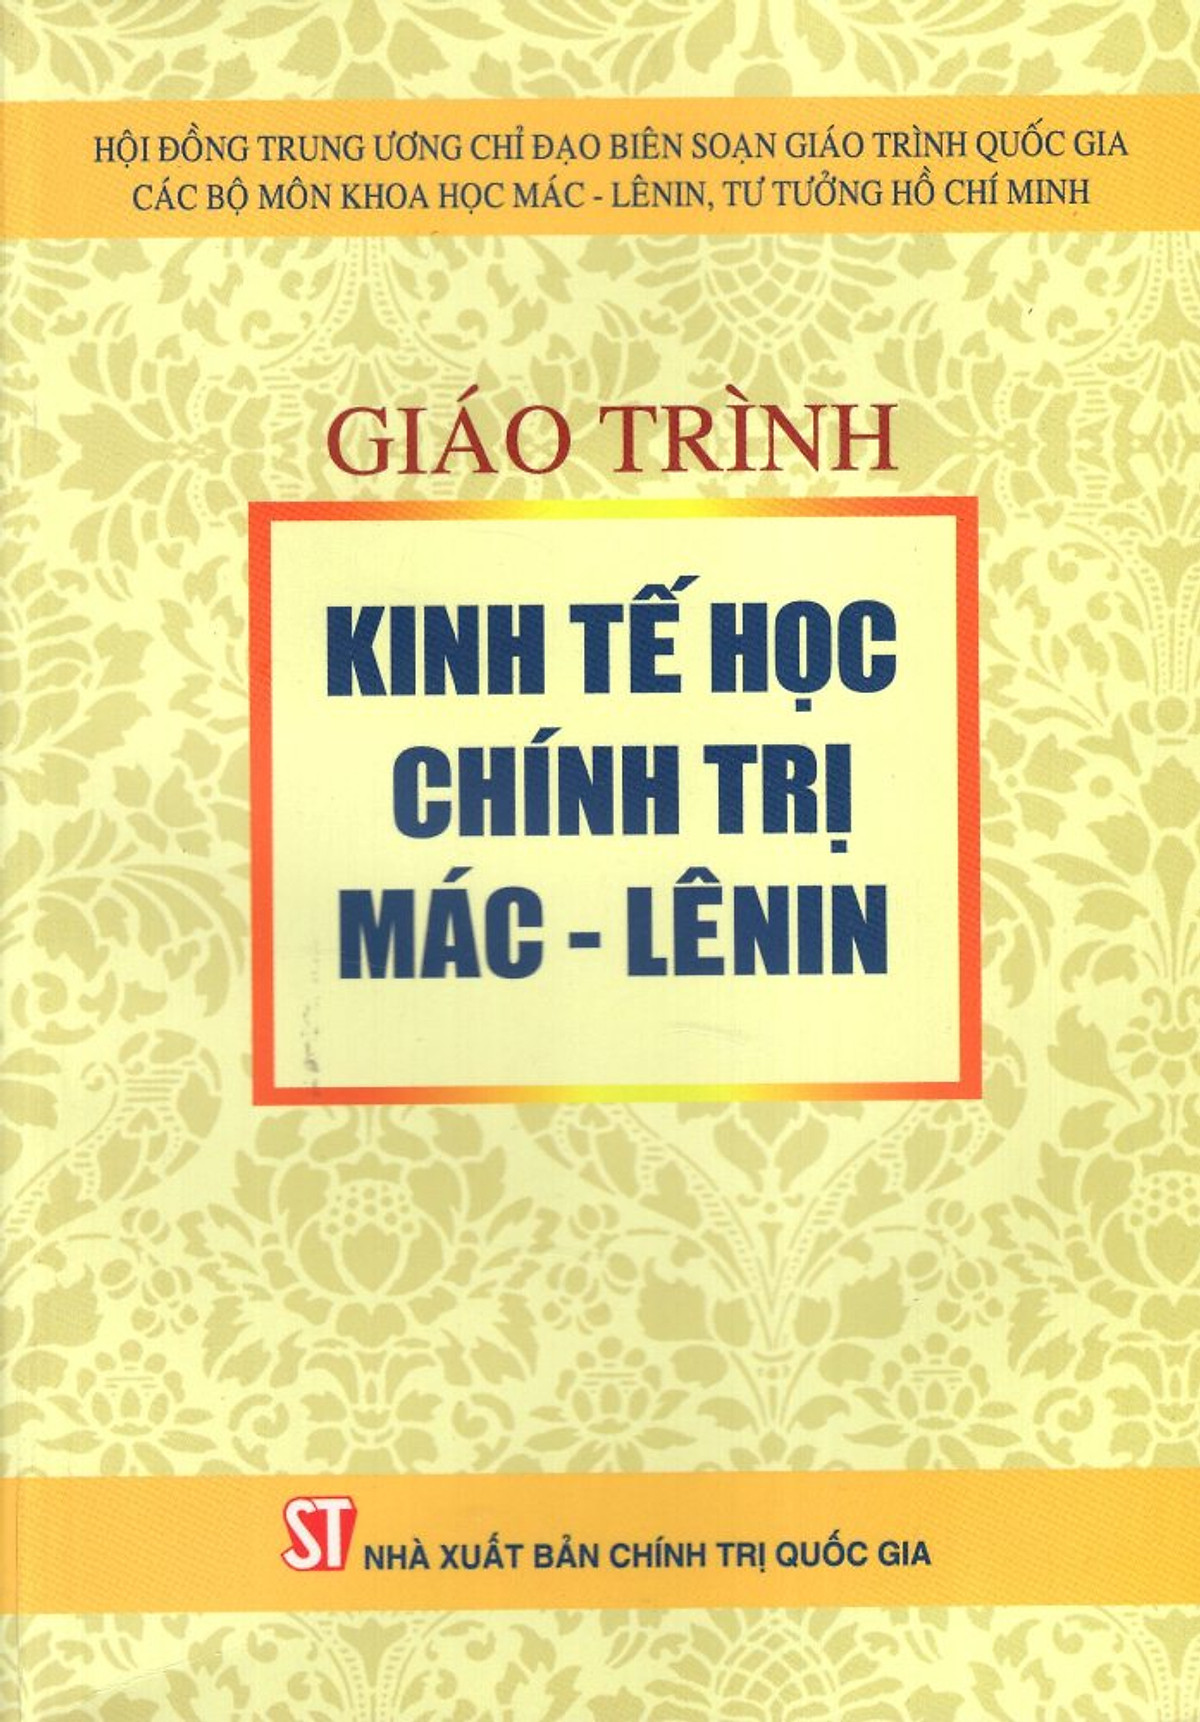 HỘI ĐỒNG TRUNG ƯƠNG CHỈ ĐẠO BIÊN SOẠN GIÁO TRÌNH QUỐC GIA
CÁC BỘ MÔN KHOA HỌC MÁC - LÊNIN, TƯ TƯỞNG HỒ CHÍ MINH
GIÁO TRÌNH
KINH TẾ HỌC
CHÍNH TRỊ
MÁC - LÊNIN
ST NHÀ XUẤT BẢN CHÍNH TRỊ QUỐC GIA